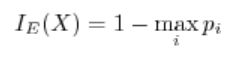 I_E(X) = 1 − max_i p_i